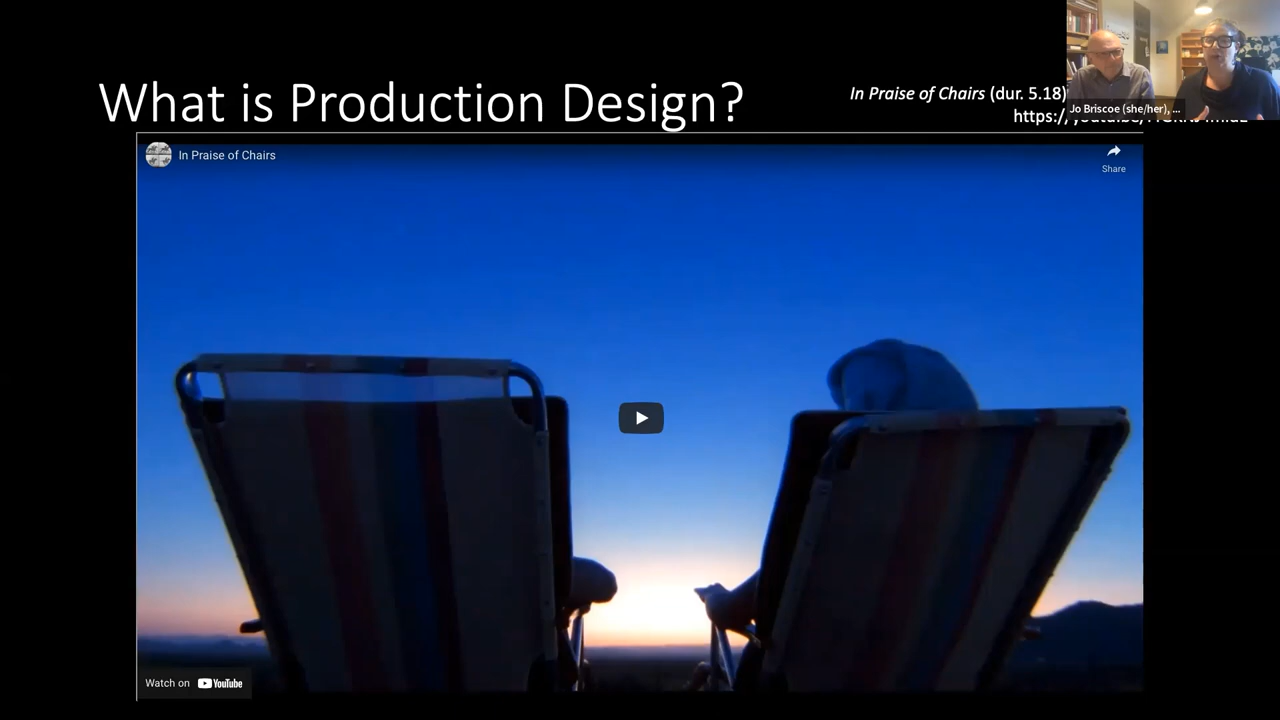 What is Production Design?
In Praise of Chairs (dur. 5.18)
https://
Jo Briscoe (she/her), ...
In Praise of Chairs
Share
Watch on YouTube